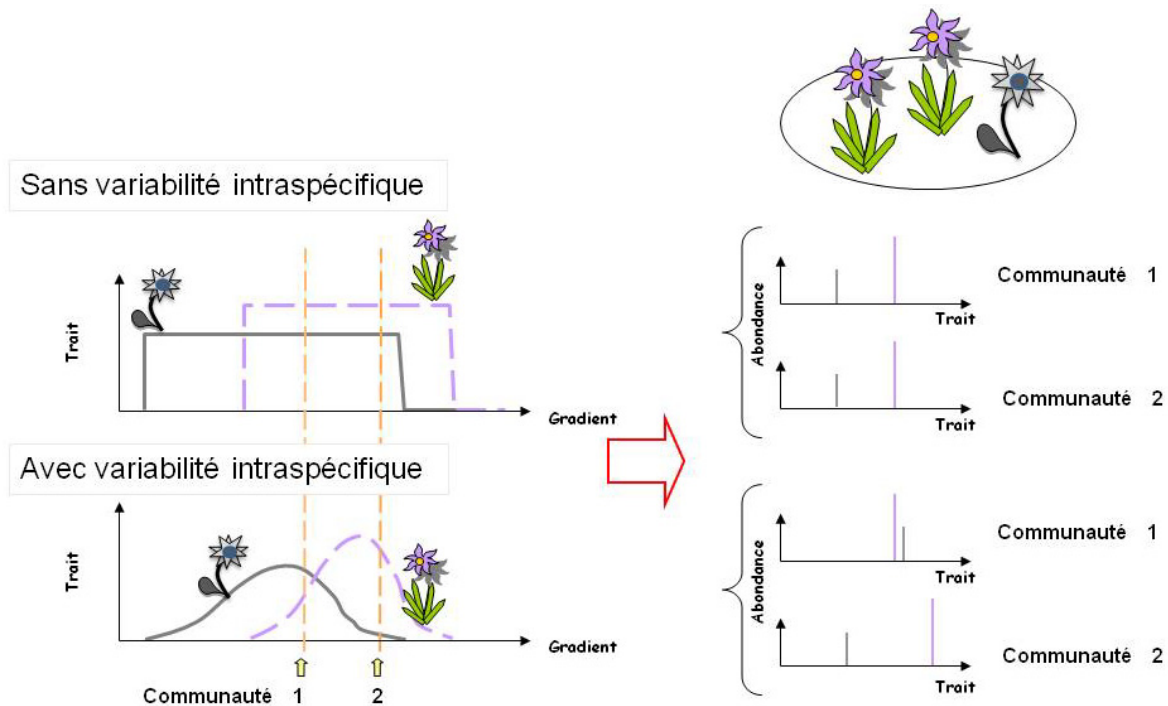 Sans variabilité intraspécifique
Trait
Gradient
Avec variabilité intraspécifique
Trait
Gradient
Communauté 1 2
Abondance
Communauté 1
Trait
Communauté 2
Trait
Abondance
Communauté 1
Trait
Communauté 2
Trait